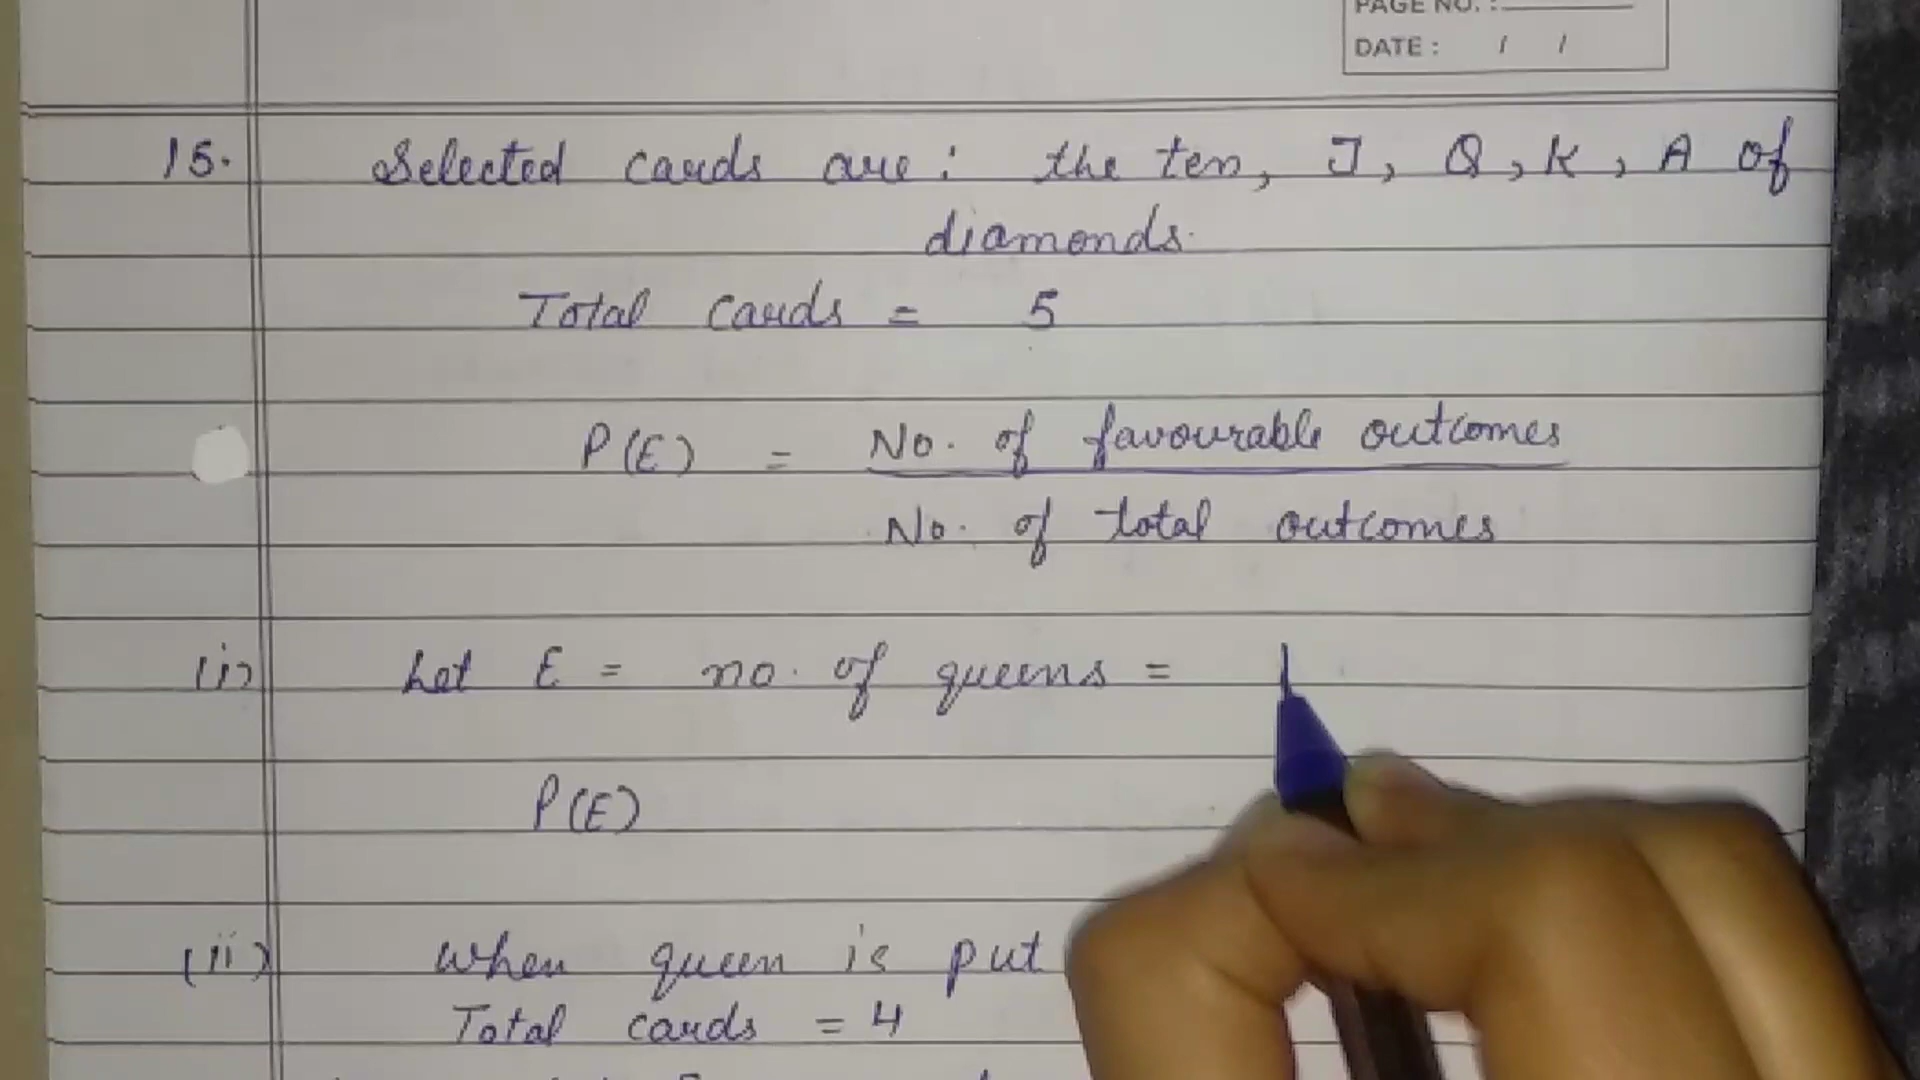 PAGE NO. :
DATE : / /
15. Selected cards are : the ten, J, Q, K, A of
diamonds.
Total cards = 5
P(E) = No. of favourable outcomes
No. of total outcomes
(i) Let E = no. of queens = 1
P(E)
(ii) When queen is put
Total cards = 4